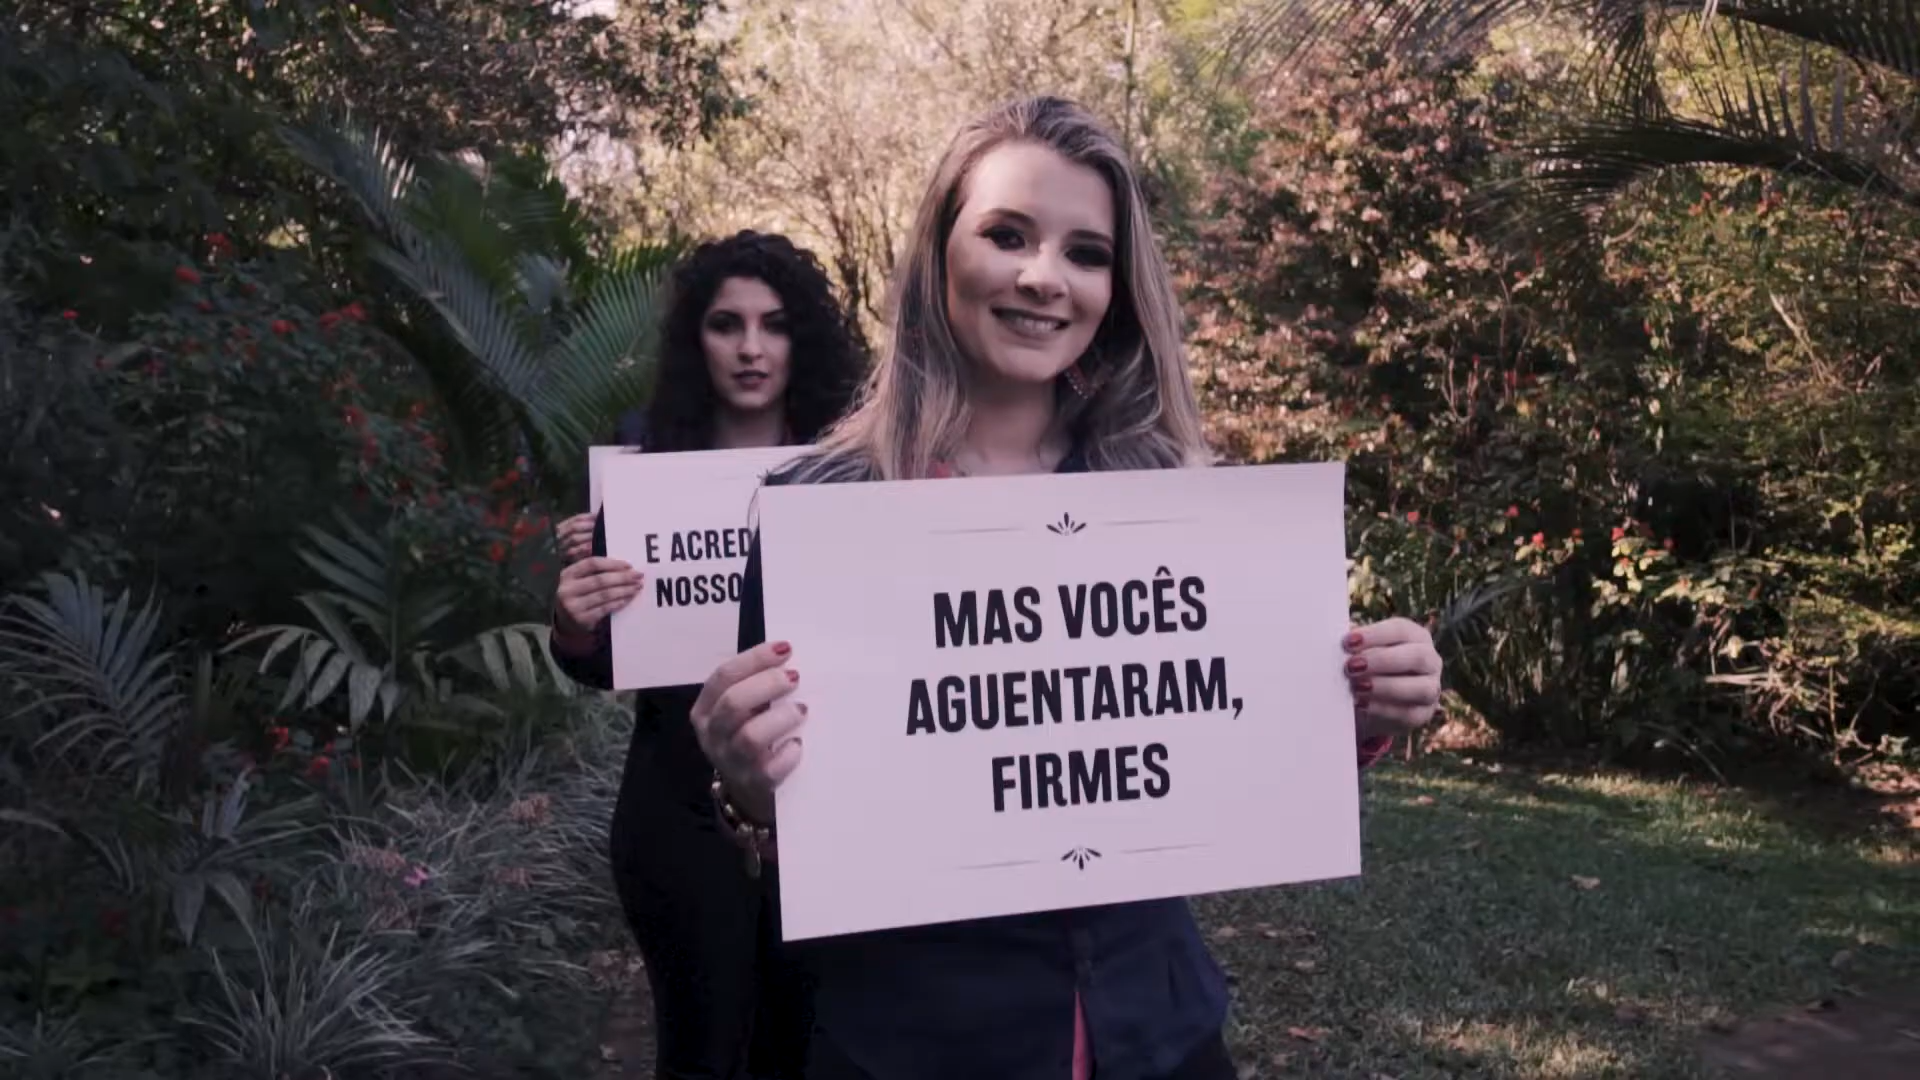 E ACRED
NOSSO
MAS VOCÊS
AGUENTARAM,
FIRMES